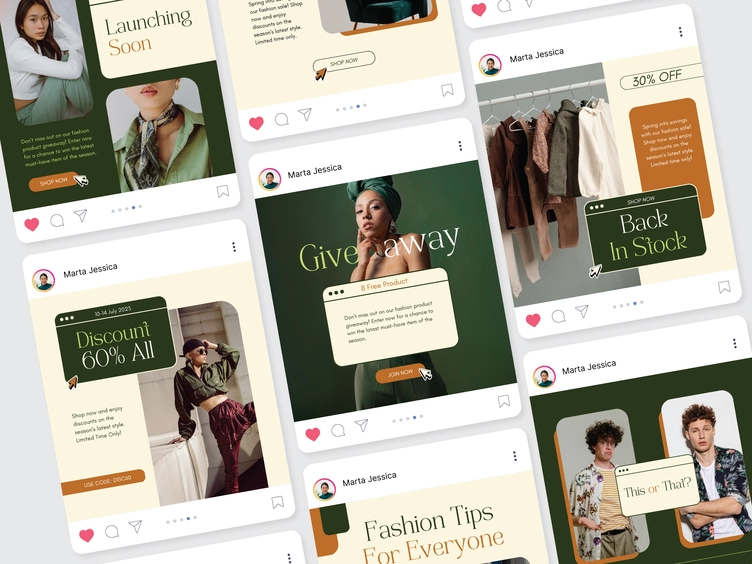 Launching
Soon
Don't miss out on our fashion
product giveaway! Enter now
for a chance to win the
must-have item of the season.
SHOP NOW
Marta Jessica
10-14 July 2023
Discount
60% All
Shop now and enjoy
discounts on the
season's latest style.
Limited Time Only!
USE CODE: DISC60
Spring into savings with
our fashion sale!
Shop now and enjoy
discounts on the
season's latest style.
Limited time only.
SHOP NOW
Marta Jessica
Give away
8 Free Product
Don't miss out on our fashion product
giveaway! Enter now for a chance to
win the latest must-have item of the
season.
JOIN NOW
Marta Jessica
Fashion Tips
For Everyone
Marta Jessica
30% OFF
Spring into savings
with our fashion sale!
Shop now and enjoy
discounts on the
season's latest style.
Limited time only!
SHOP NOW
Back
In Stock
Marta Jessica
This or That?